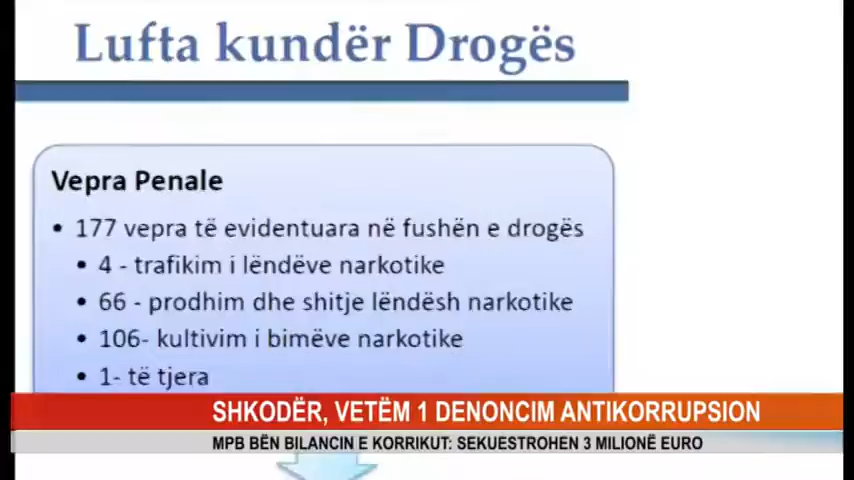 Lufta kundër Drogës
Vepra Penale
• 177 vepra të evidentuara në fushën e drogës
• 4 - trafikim i lëndëve narkotike
• 66 - prodhim dhe shitje lëndësh narkotike
• 106- kultivim i bimëve narkotike
• 1- të tjera
SHKODËR, VETËM 1 DENONCIM ANTIKORRUPSION
MPB BËN BILANCIN E KORRIKUT: SEKUESTROHEN 3 MILIONË EURO